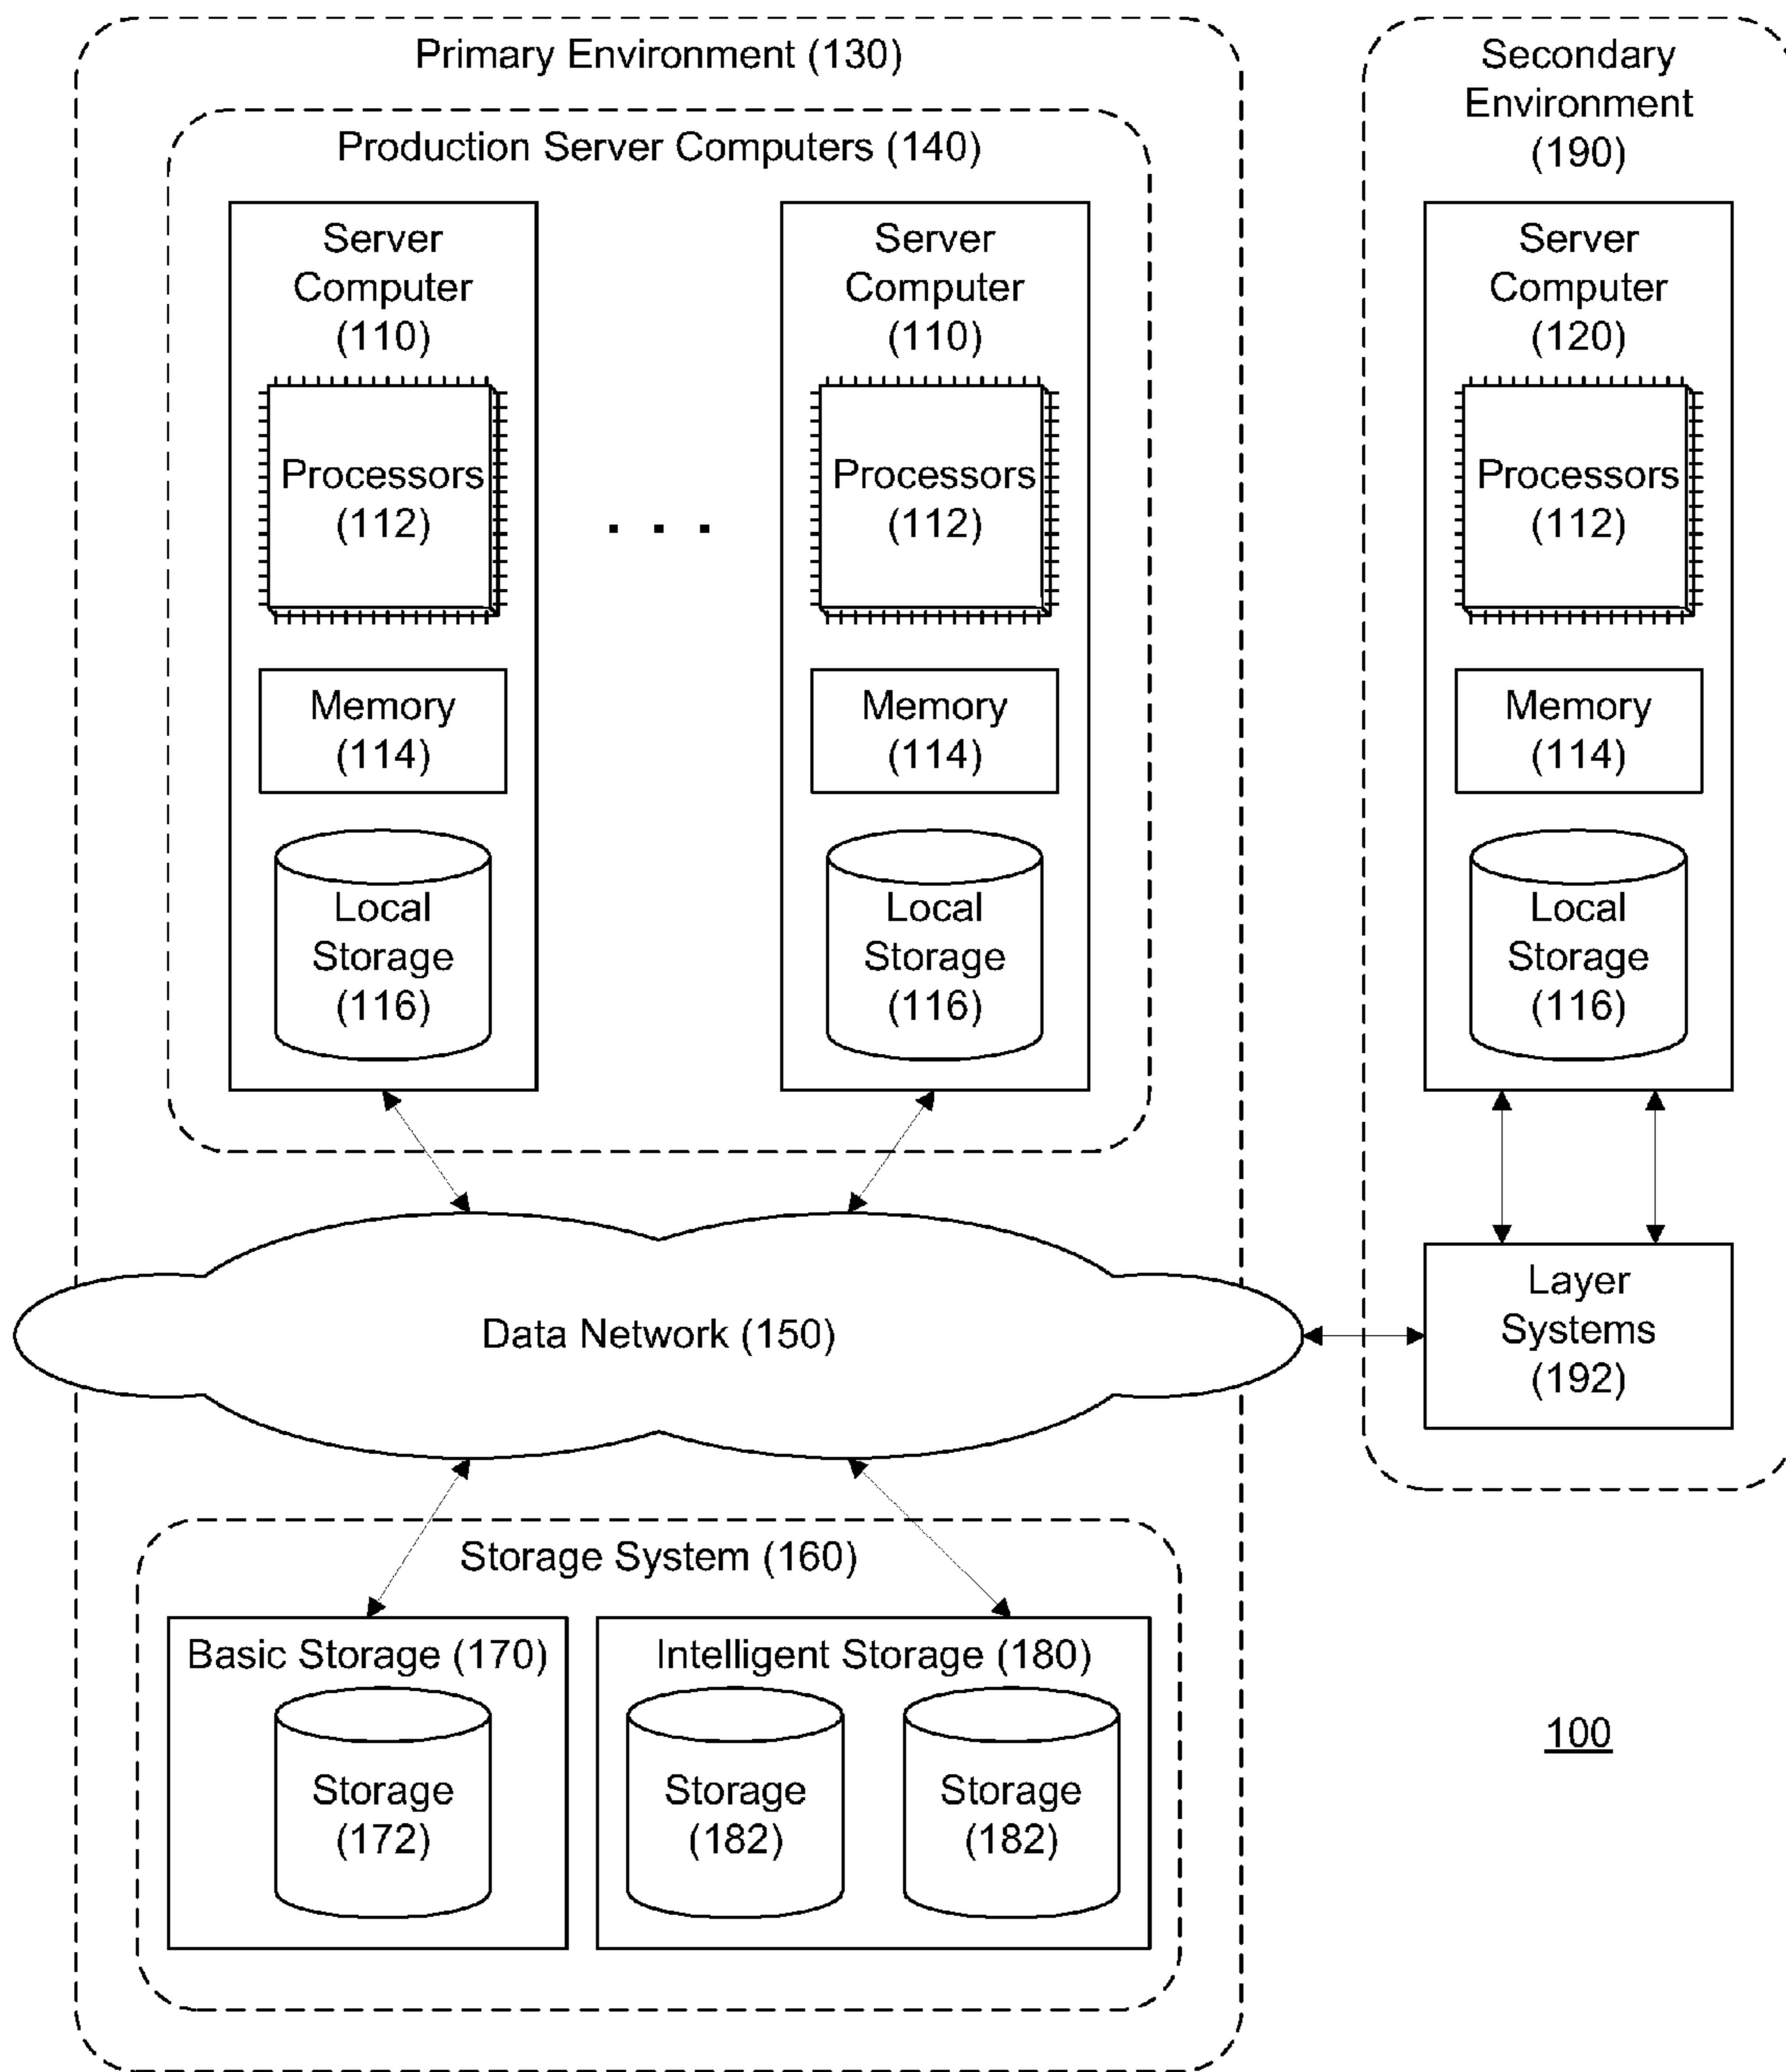 Primary Environment (130)
Production Server Computers (140)
Server
Computer
(110)
Processors
(112)
Memory
(114)
Local
Storage
(116)
. . .
Server
Computer
(110)
Processors
(112)
Memory
(114)
Local
Storage
(116)
Data Network (150)
Storage System (160)
Basic Storage (170)
Storage
(172)
Intelligent Storage (180)
Storage
(182)
Storage
(182)
Secondary
Environment
(190)
Server
Computer
(120)
Processors
(112)
Memory
(114)
Local
Storage
(116)
Layer
Systems
(192)
100